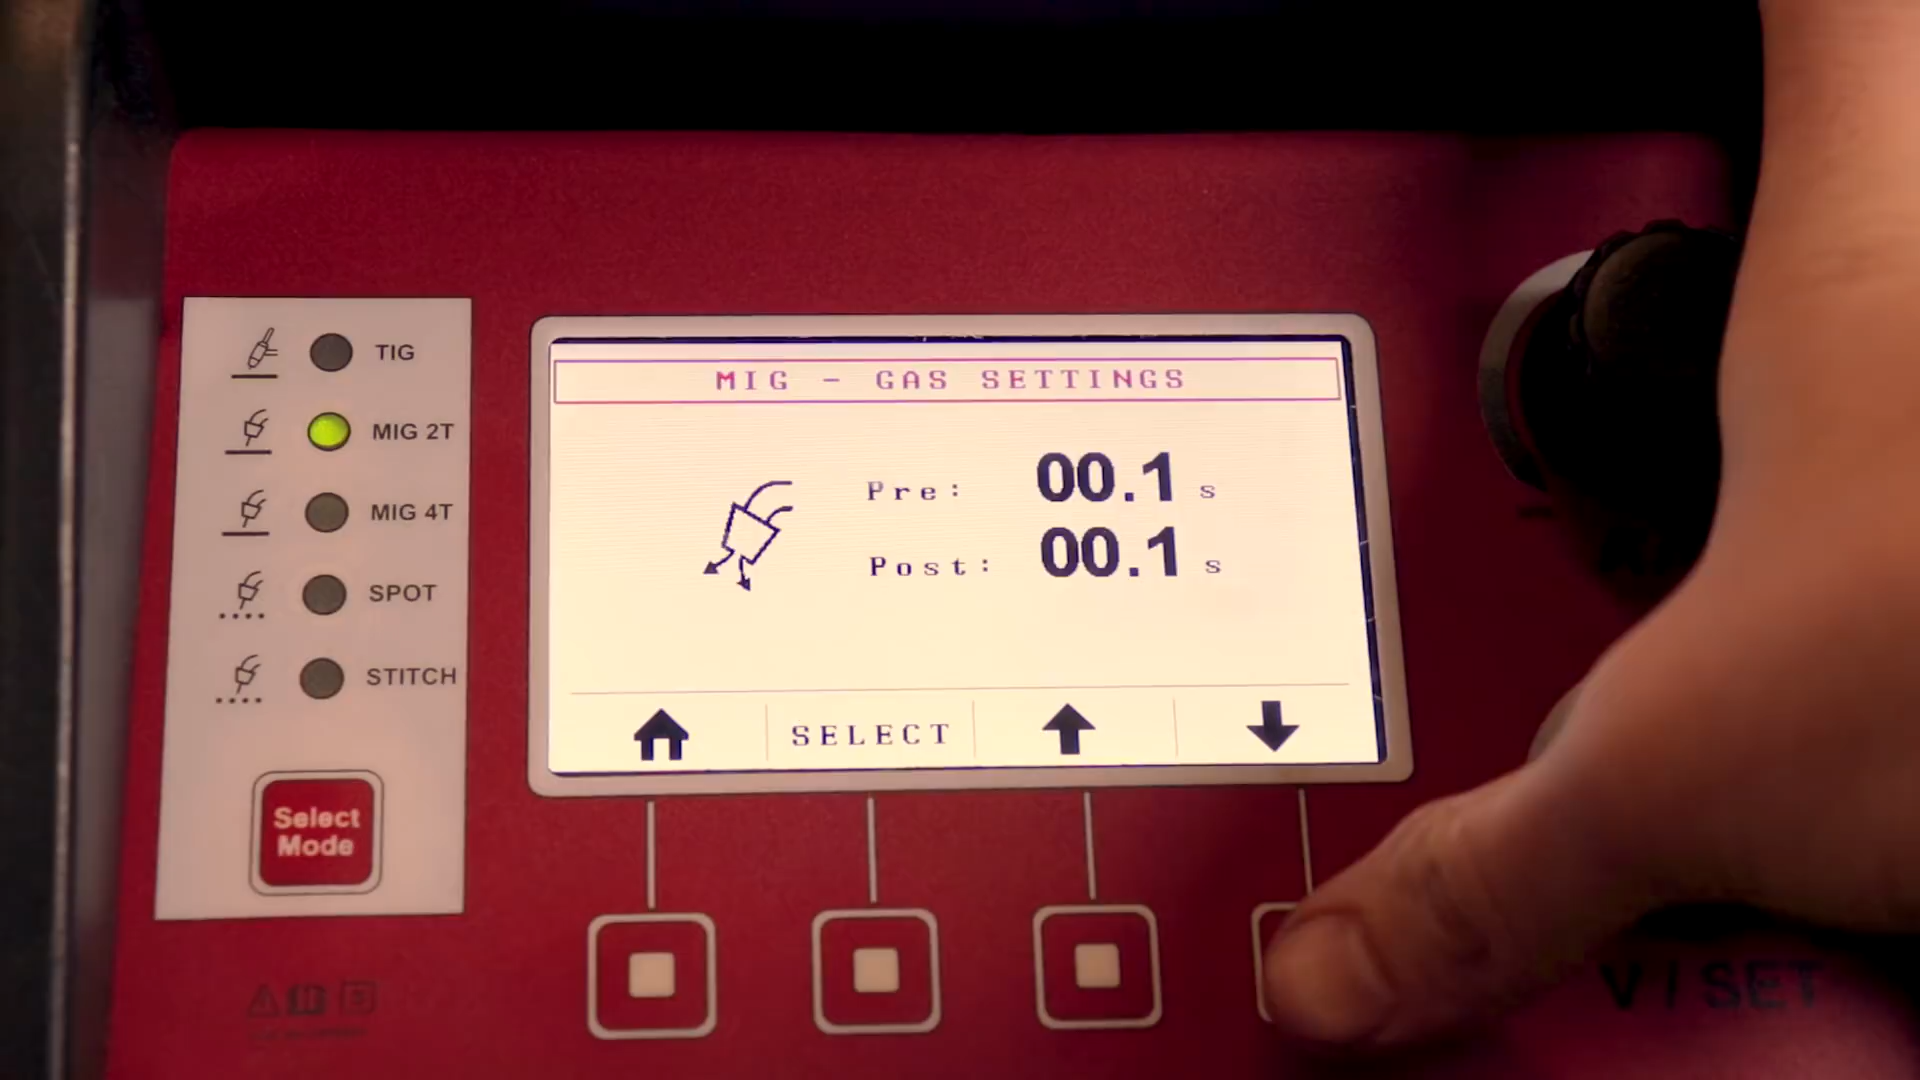 TIG
MIG 2T
MIG 4T
SPOT
STITCH
Select
Mode
MIG - GAS SETTINGS
Pre: 00.1 s
Post: 00.1 s
SELECT
V / SET